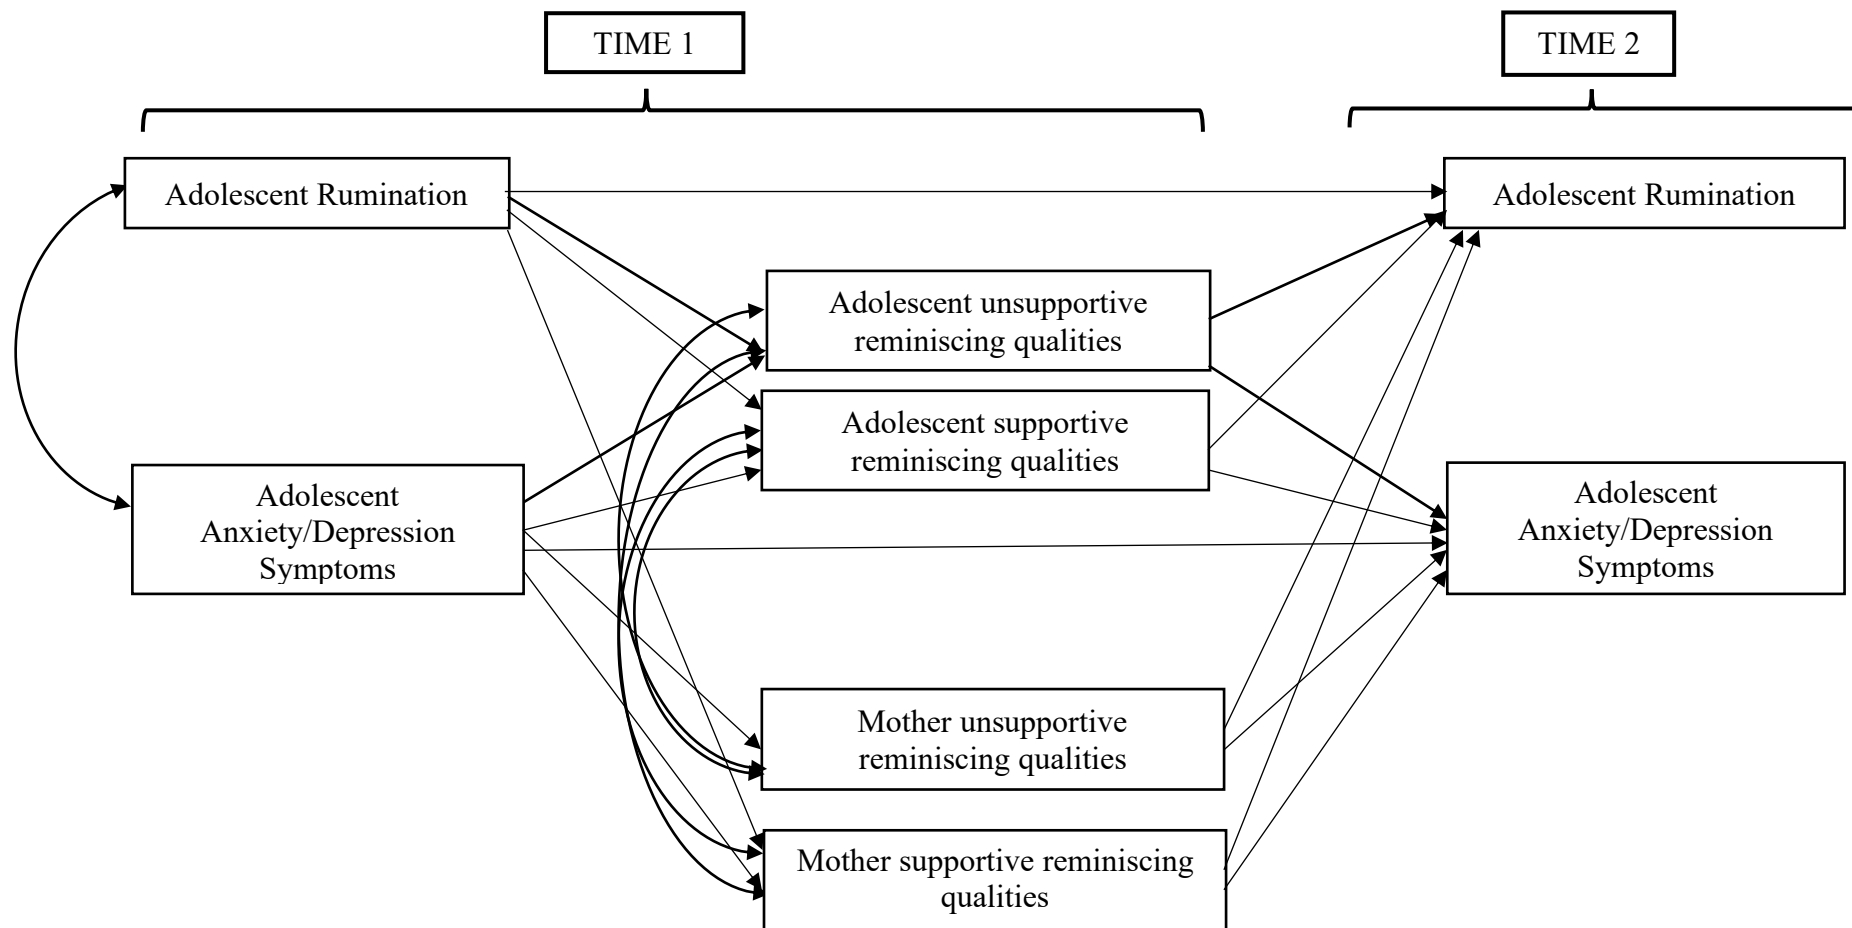 TIME 1
TIME 2
Adolescent Rumination
Adolescent Rumination
Adolescent unsupportive
reminiscing qualities
Adolescent supportive
reminiscing qualities
Adolescent
Anxiety/Depression
Symptoms
Adolescent
Anxiety/Depression
Symptoms
Mother unsupportive
reminiscing qualities
Mother supportive reminiscing
qualities